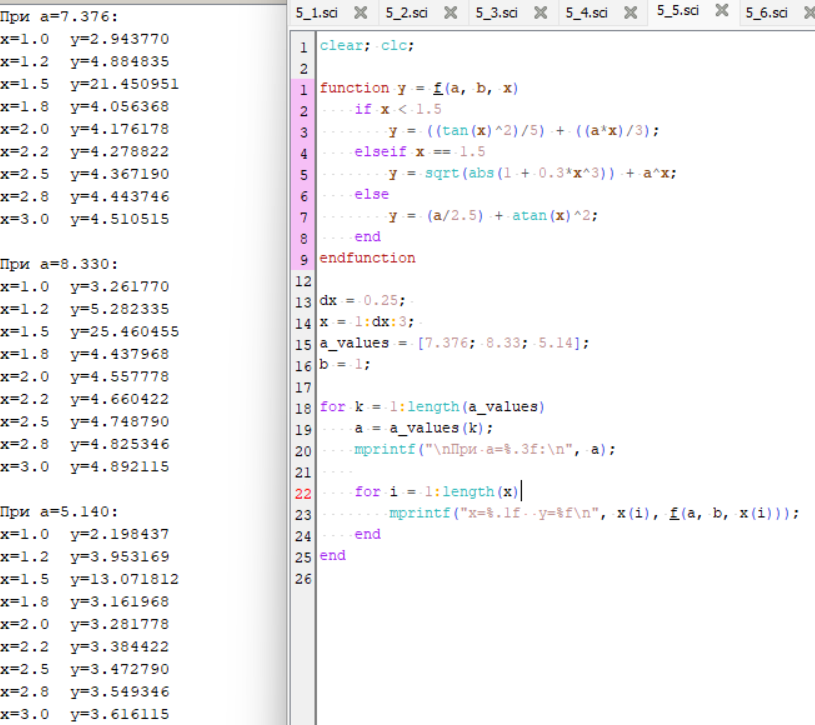 При a=7.376:
x=1.0  y=2.943770
x=1.2  y=4.884835
x=1.5  y=21.450951
x=1.8  y=4.056368
x=2.0  y=4.176178
x=2.2  y=4.278822
x=2.5  y=4.367190
x=2.8  y=4.443746
x=3.0  y=4.510515

При a=8.330:
x=1.0  y=3.261770
x=1.2  y=5.282335
x=1.5  y=25.460455
x=1.8  y=4.437968
x=2.0  y=4.557778
x=2.2  y=4.660422
x=2.5  y=4.748790
x=2.8  y=4.825346
x=3.0  y=4.892115

При a=5.140:
x=1.0  y=2.198437
x=1.2  y=3.953169
x=1.5  y=13.071812
x=1.8  y=3.161968
x=2.0  y=3.281778
x=2.2  y=3.384422
x=2.5  y=3.472790
x=2.8  y=3.549346
x=3.0  y=3.616115

5_1.sci 5_2.sci 5_3.sci 5_4.sci 5_5.sci 5_6.sci
1 clear; clc;
2
1 function y = f(a, b, x)
2     if x < 1.5
3         y = ((tan(x)^2)/5) + ((a*x)/3);
4     elseif x == 1.5
5         y = sqrt(abs(1 + 0.3*x^3)) + a^x;
6     else
7         y = (a/2.5) + atan(x)^2;
8     end
9 endfunction
12
13 dx = 0.25;
14 x = 1:dx:3;
15 a_values = [7.376; 8.33; 5.14];
16 b = 1;
17
18 for k = 1:length(a_values)
19     a = a_values(k);
20     mprintf("\nПри a=%.3f:\n", a);
21
22     for i = 1:length(x)
23         mprintf("x=%.1f  y=%f\n", x(i), f(a, b, x(i)));
24     end
25 end
26